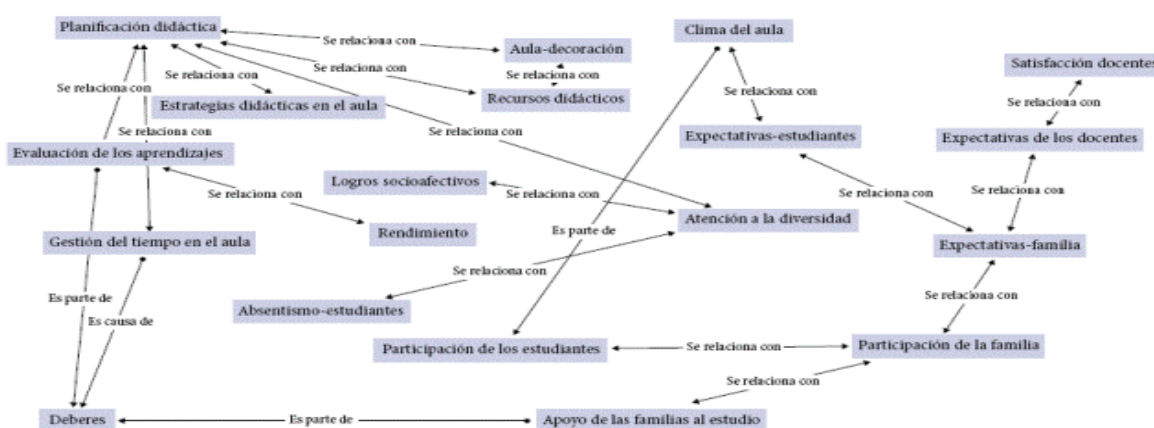 Planificación didáctica
Clima del aula
Se relaciona con
Aula-decoración
Satisfacción docentes
Se relaciona con
Se relaciona con
Se relaciona con
Se relaciona con
Se relaciona con
Recursos didácticos
Se relaciona con
Se relaciona con
Estrategias didácticas en el aula
Se relaciona con
Se relaciona con
Expectativas-estudiantes
Expectativas de los docentes
Evaluación de los aprendizajes
Logros socioafectivos
Se relaciona con
Se relaciona con
Se relaciona con
Se relaciona con
Atención a la diversidad
Rendimiento
Es parte de
Gestión del tiempo en el aula
Expectativas-familia
Se relaciona con
Es parte de
Se relaciona con
Absentismo-estudiantes
Es causa de
Participación de los estudiantes
Se relaciona con
Participación de la familia
Se relaciona con
Deberes
Es parte de
Apoyo de las familias al estudio